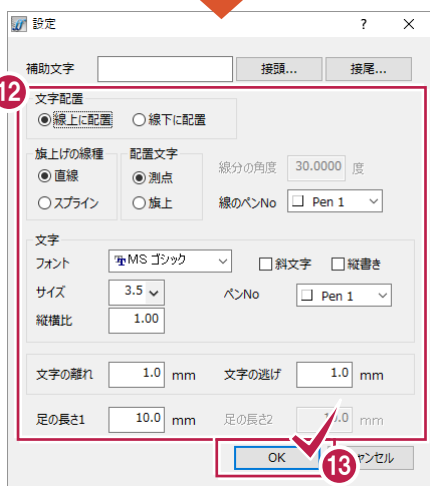 設定 ? ×
補助文字 接頭... 接尾...
12
文字配置
線上に配置 線下に配置
旗上げの線種 配置文字
直線 測点 線分の角度 30.0000 度
スプライン 旗上 線のペンNo Pen 1
文字
フォント MS ゴシック 斜文字 縦書き
サイズ 3.5 ペンNo Pen 1
縦横比 1.00
文字の離れ 1.0 mm 文字の逃げ 1.0 mm
足の長さ1 10.0 mm 足の長さ2 mm
OK ャンセル
13